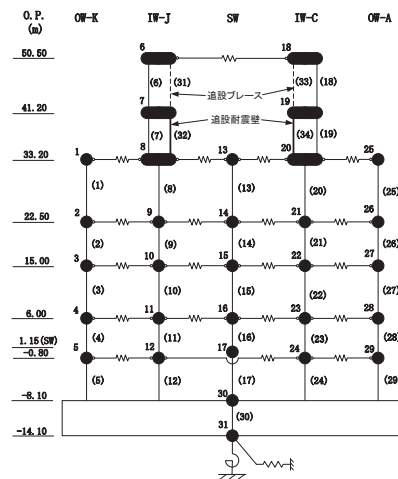 O.P. OW-K IW-J SW IW-C OW-A
(m)
6 18
50.50
(6) (31) (33) (18)
追設ブレース
7 19
41.20
追設耐震壁
(7) (32) (34) (19)
8 20
33.20 1 13 25
(1) (8) (13) (20) (25)
22.50 2 9 14 21 26
(2) (9) (14) (21) (26)
15.00 3 10 15 22 27
(3) (10) (15) (22) (27)
6.00 4 11 16 23 28
1.15(SW) (4) (11) (16) (23) (28)
-0.80 5 12 17 24 29
(5) (12) (17) (24) (29)
-8.10 30
(30)
-14.10 31